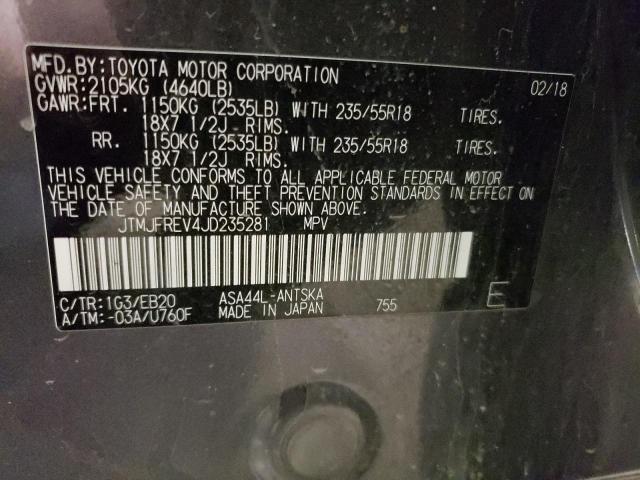 MFD.BY:TOYOTA MOTOR CORPORATION 02/18
GVWR:2105KG (4640LB)
GAWR:FRT. 1150KG (2535LB) WITH 235/55R18 TIRES.
18X7 1/2J RIMS.
RR. 1150KG (2535LB) WITH 235/55R18 TIRES.
18X7 1/2J RIMS.
THIS VEHICLE CONFORMS TO ALL APPLICABLE FEDERAL MOTOR
VEHICLE SAFETY AND THEFT PREVENTION STANDARDS IN EFFECT ON
THE DATE OF MANUFACTURE SHOWN ABOVE.
JTMJFREV4JD235281 MPV
C/TR:1G3/EB20 ASA44L-ANTSKA 755 E
A/TM:-03A/U760F MADE IN JAPAN